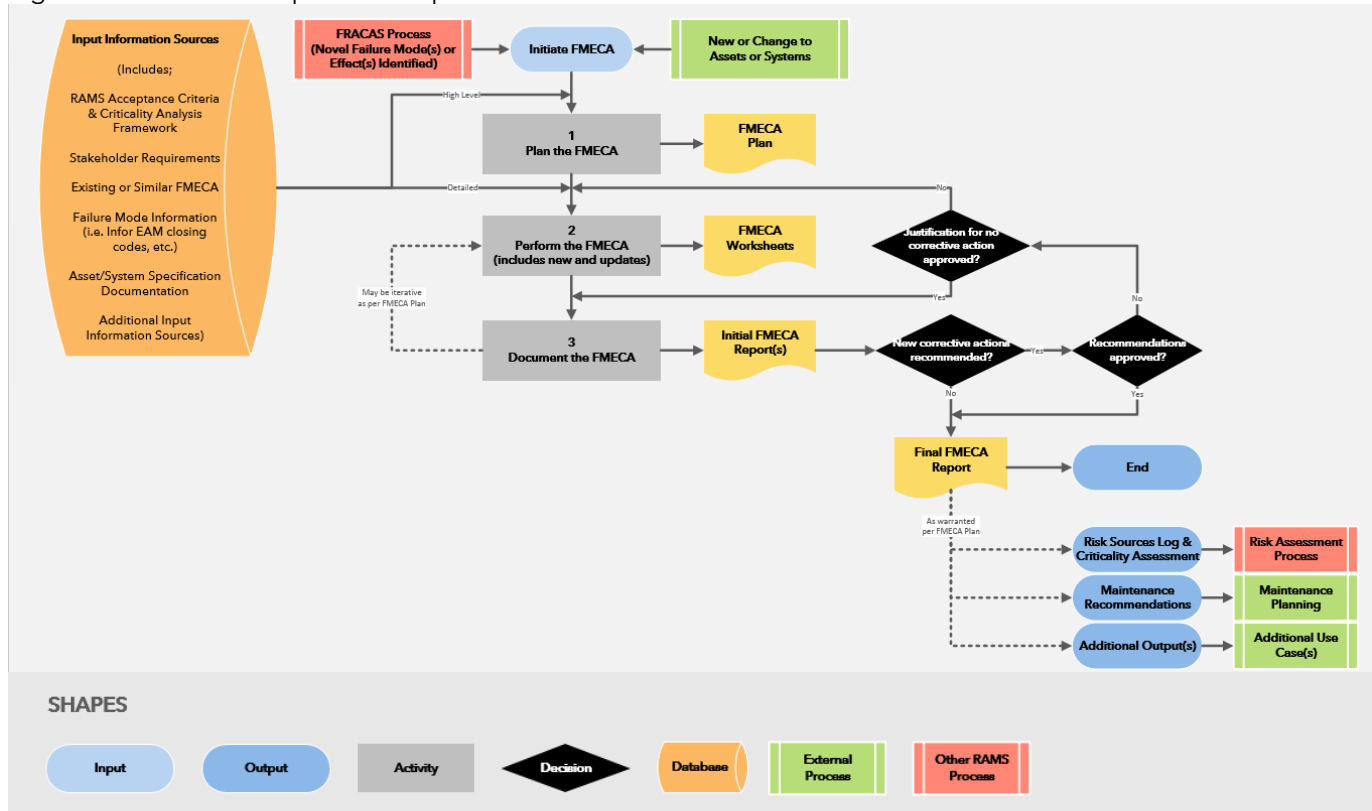 Input Information Sources
(Includes;
RAMS Acceptance Criteria
& Criticality Analysis
Framework
Stakeholder Requirements
Existing or Similar FMECA
Failure Mode Information
(i.e. Infor EAM closing
codes, etc.)
Asset/System Specification
Documentation
Additional Input
Information Sources)
FRACAS Process
(Novel Failure Mode(s) or
Effect(s) Identified)
Initiate FMECA
New or Change to
Assets or Systems
High Level
1
Plan the FMECA
FMECA
Plan
Detailed
No
2
Perform the FMECA
(includes new and updates)
FMECA
Worksheets
Justification for no
corrective action
approved?
May be iterative
as per FMECA Plan
Yes
No
3
Document the FMECA
Initial FMECA
Report(s)
New corrective actions
recommended?
Yes
Recommendations
approved?
No
Yes
Final FMECA
Report
End
As warranted
per FMECA Plan
Risk Sources Log &
Criticality Assessment
Risk Assessment
Process
Maintenance
Recommendations
Maintenance
Planning
Additional Output(s)
Additional Use
Case(s)
SHAPES
Input
Output
Activity
Decision
Database
External
Process
Other RAMS
Process